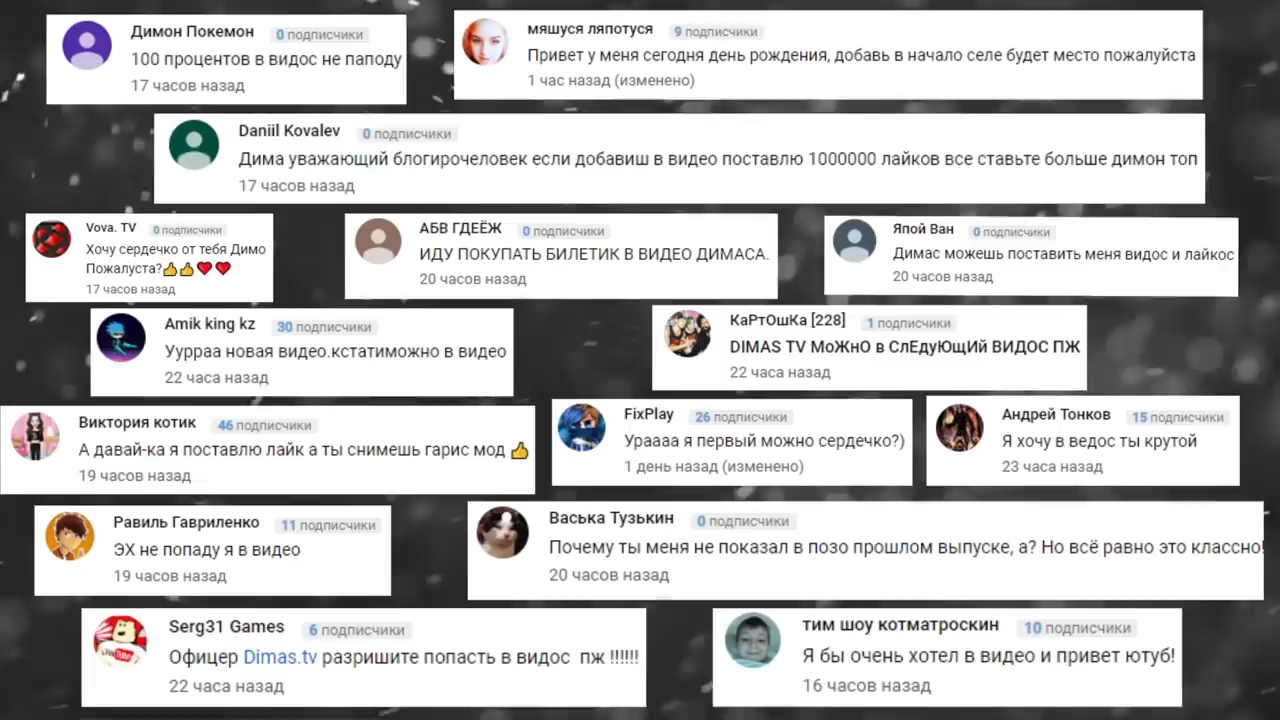 Димон Покемон 0 подписчики
100 процентов в видос не паподу
17 часов назад
мяшуся ляпотуся 9 подписчики
Привет у меня сегодня день рождения, добавь в начало селе будет место пожалуйста
1 час назад (изменено)
Daniil Kovalev 0 подписчики
Дима уважающий блогирочеловек если добавиш в видео поставлю 1000000 лайков все ставьте больше димон топ
17 часов назад
Vova. TV 0 подписчики
Хочу сердечко от тебя Димо
Пожалуста?👍👍❤❤
17 часов назад
АБВ ГДЕЁЖ 0 подписчики
ИДУ ПОКУПАТЬ БИЛЕТИК В ВИДЕО ДИМАСА.
20 часов назад
Япой Ван 0 подписчики
Димас можешь поставить меня видос и лайкос
20 часов назад
Amik king kz 30 подписчики
Ууррaа новая видео.кстатиможно в видео
22 часа назад
КаРтОшКа [228] 1 подписчики
DIMAS TV МоЖнО в СлЕдуЮщИй ВИДОС ПЖ
22 часа назад
Виктория котик 46 подписчики
А давай-ка я поставлю лайк а ты снимешь гарис мод 👍
19 часов назад
FixPlay 26 подписчики
Ураааа я первый можно сердечко?)
1 день назад (изменено)
Андрей Тонков 15 подписчики
Я хочу в ведос ты крутой
23 часа назад
Равиль Гавриленко 11 подписчики
ЭХ не попаду я в видео
19 часов назад
Васька Тузькин 0 подписчики
Почему ты меня не показал в позо прошлом выпуске, а? Но всё равно это классно!
20 часов назад
Serg31 Games 6 подписчики
Офицер Dimas.tv разришите попасть в видос пж !!!!!!
22 часа назад
тим шоу котматроскин 10 подписчики
Я бы очень хотел в видео и привет ютуб!
16 часов назад